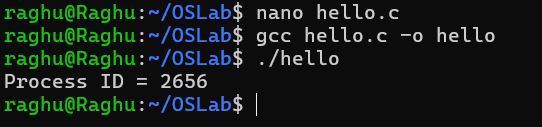 raghu@Raghu:~/OSLab$ nano hello.c
raghu@Raghu:~/OSLab$ gcc hello.c -o hello
raghu@Raghu:~/OSLab$ ./hello
Process ID = 2656
raghu@Raghu:~/OSLab$